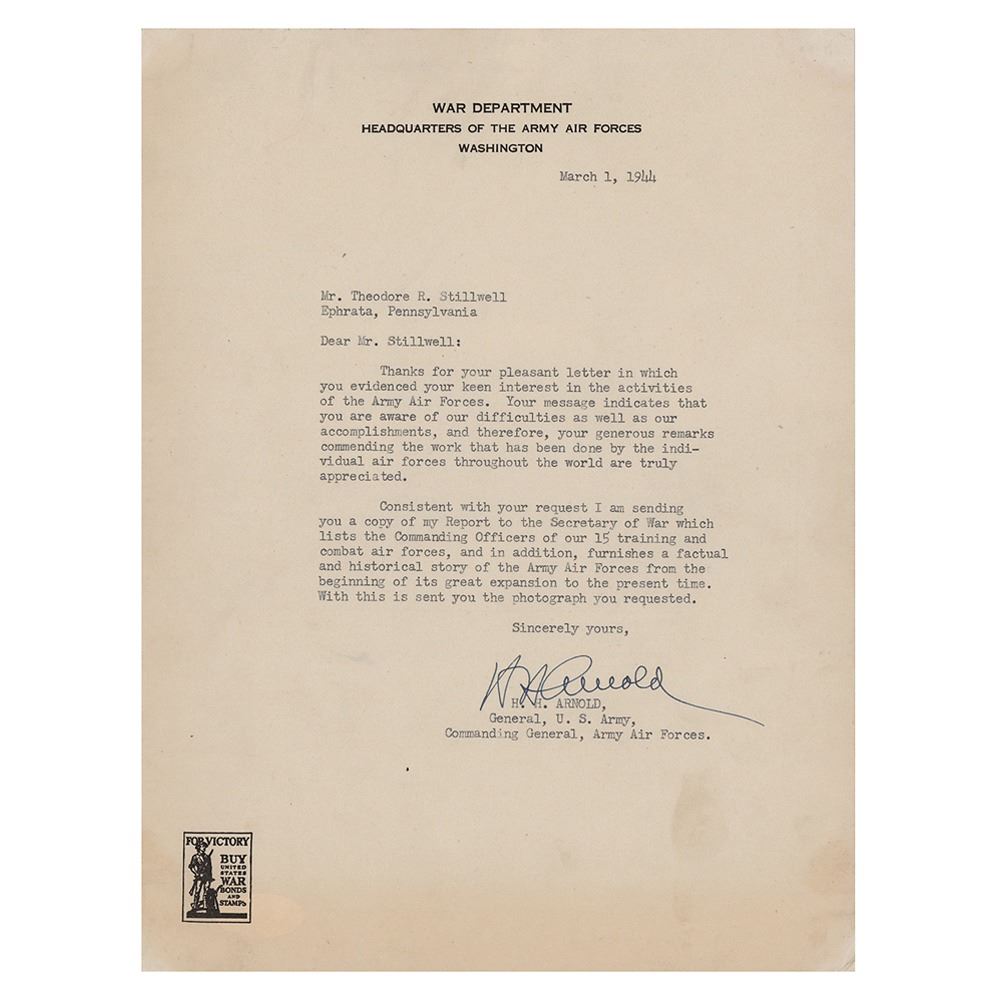 WAR DEPARTMENT
HEADQUARTERS OF THE ARMY AIR FORCES
WASHINGTON
March 1, 1944
Mr. Theodore R. Stillwell
Ephrata, Pennsylvania
Dear Mr. Stillwell:
Thanks for your pleasant letter in which
you evidenced your keen interest in the activities
of the Army Air Forces. Your message indicates that
you are aware of our difficulties as well as our
accomplishments, and therefore, your generous remarks
commending the work that has been done by the indi-
vidual air forces throughout the world are truly
appreciated.
Consistent with your request I am sending
you a copy of my Report to the Secretary of War which
lists the Commanding Officers of our 15 training and
combat air forces, and in addition, furnishes a factual
and historical story of the Army Air Forces from the
beginning of its great expansion to the present time.
With this is sent you the photograph you requested.
Sincerely yours,
H H Arnold
H. H. ARNOLD,
General, U. S. Army,
Commanding General, Army Air Forces.
FOR VICTORY
BUY
UNITED
STATES
WAR
BONDS
AND
STAMPS